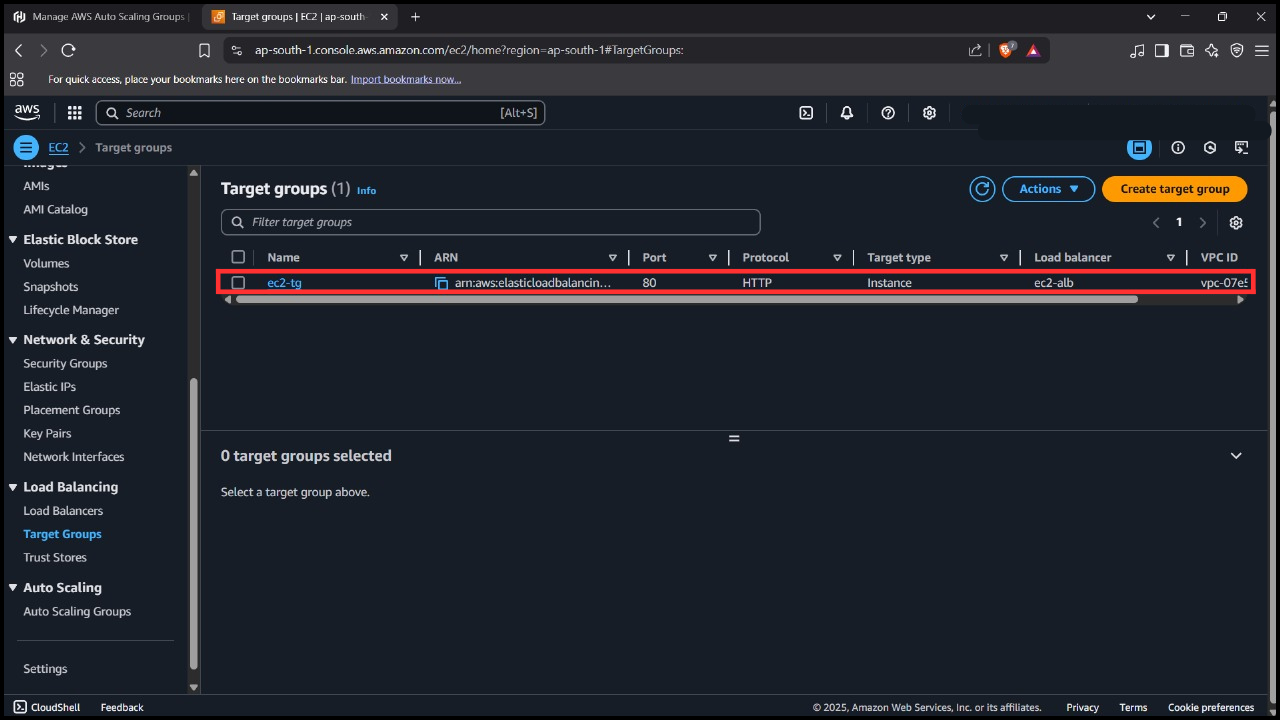 Manage AWS Auto Scaling Groups
Target groups | EC2 | ap-south-
ap-south-1.console.aws.amazon.com/ec2/home?region=ap-south-1#TargetGroups:
7
For quick access, place your bookmarks here on the bookmarks bar. Import bookmarks now...
aws
Search
[Alt+S]
EC2
Target groups
Images
AMIs
AMI Catalog
Elastic Block Store
Volumes
Snapshots
Lifecycle Manager
Network & Security
Security Groups
Elastic IPs
Placement Groups
Key Pairs
Network Interfaces
Load Balancing
Load Balancers
Target Groups
Trust Stores
Auto Scaling
Auto Scaling Groups
Settings
Target groups (1) Info
Actions
Create target group
Filter target groups
1
Name ARN Port Protocol Target type Load balancer VPC ID
ec2-tg arn:aws:elasticloadbalancin... 80 HTTP Instance ec2-alb vpc-07e5
0 target groups selected
Select a target group above.
CloudShell Feedback © 2025, Amazon Web Services, Inc. or its affiliates. Privacy Terms Cookie preferences